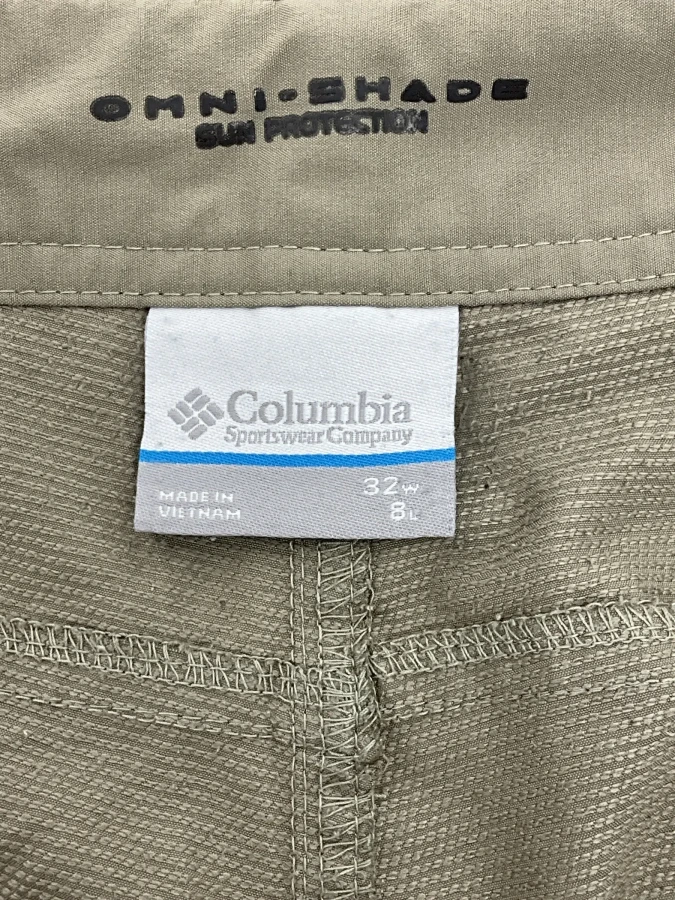 OMNI-SHADE
SUN PROTECTION
Columbia
Sportswear Company
MADE IN
VIETNAM
32W
8L